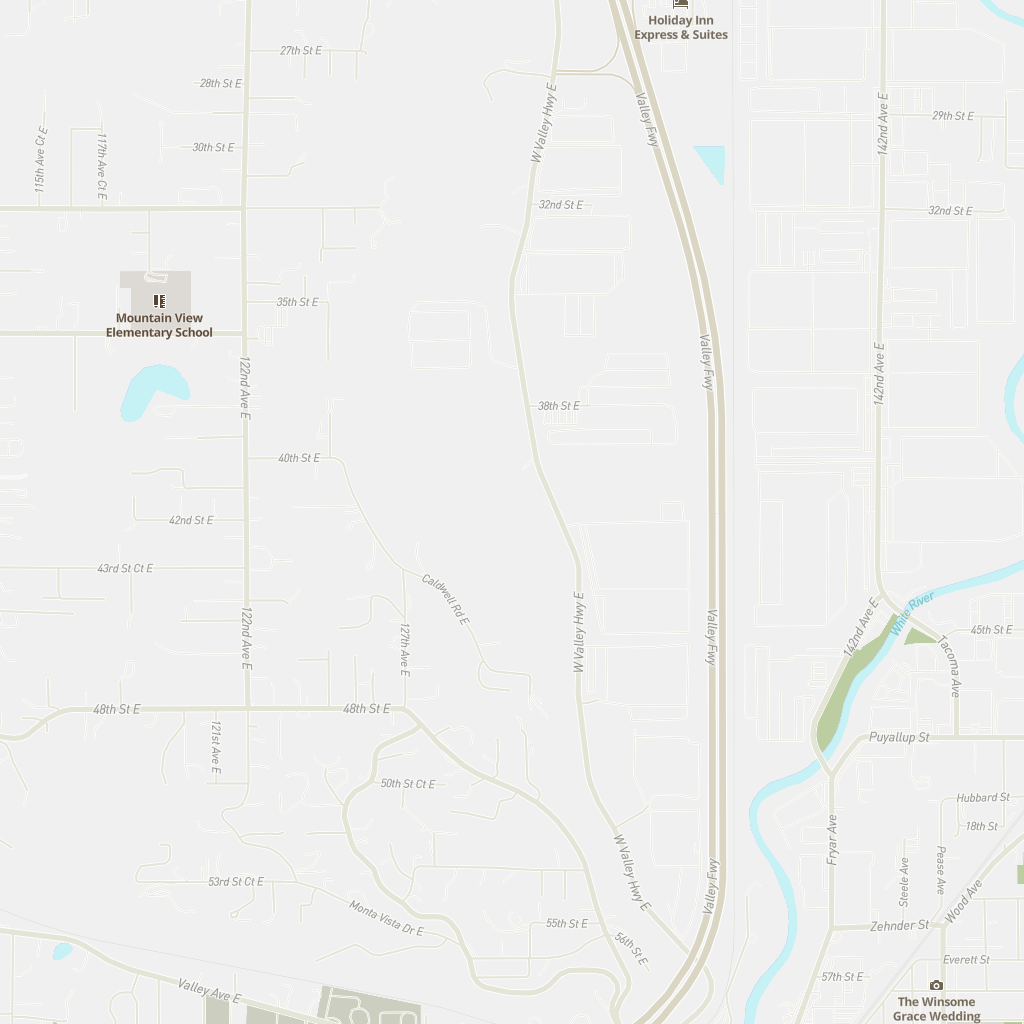 Holiday Inn
Express & Suites
27th St E
28th St E
W Valley Hwy E
Valley Fwy
142nd Ave E
29th St E
115th Ave Ct E
117th Ave Ct E
30th St E
32nd St E
32nd St E
35th St E
Mountain View
Elementary School
122nd Ave E
Valley Fwy
142nd Ave E
38th St E
40th St E
42nd St E
43rd St Ct E
Caldwell Rd E
122nd Ave E
127th Ave E
W Valley Hwy E
Valley Fwy
142nd Ave E
White River
45th St E
Tacoma Ave
48th St E
48th St E
121st Ave E
Puyallup St
50th St Ct E
Hubbard St
18th St
Fryar Ave
W Valley Hwy E
Valley Fwy
Steele Ave
Pease Ave
Wood Ave
53rd St Ct E
Monta Vista Dr E
55th St E
56th St E
Zehnder St
Everett St
57th St E
Valley Ave E
The Winsome
Grace Wedding